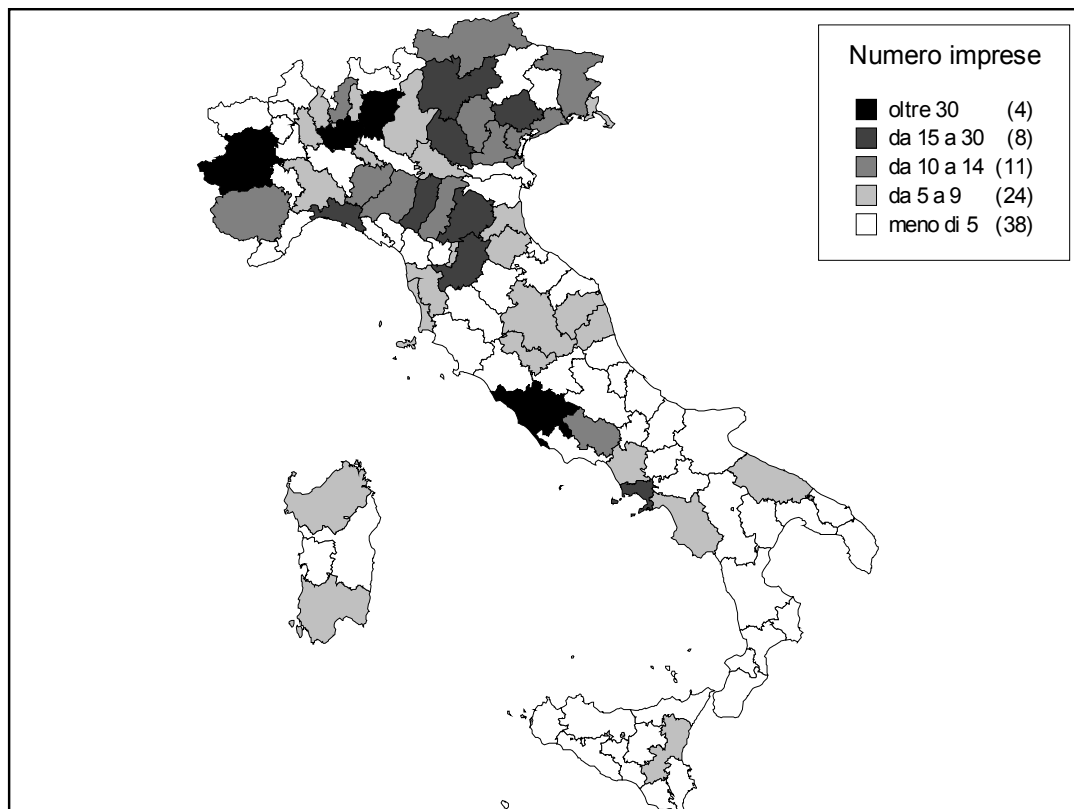 Numero imprese
oltre 30 (4)
da 15 a 30 (8)
da 10 a 14 (11)
da 5 a 9 (24)
meno di 5 (38)